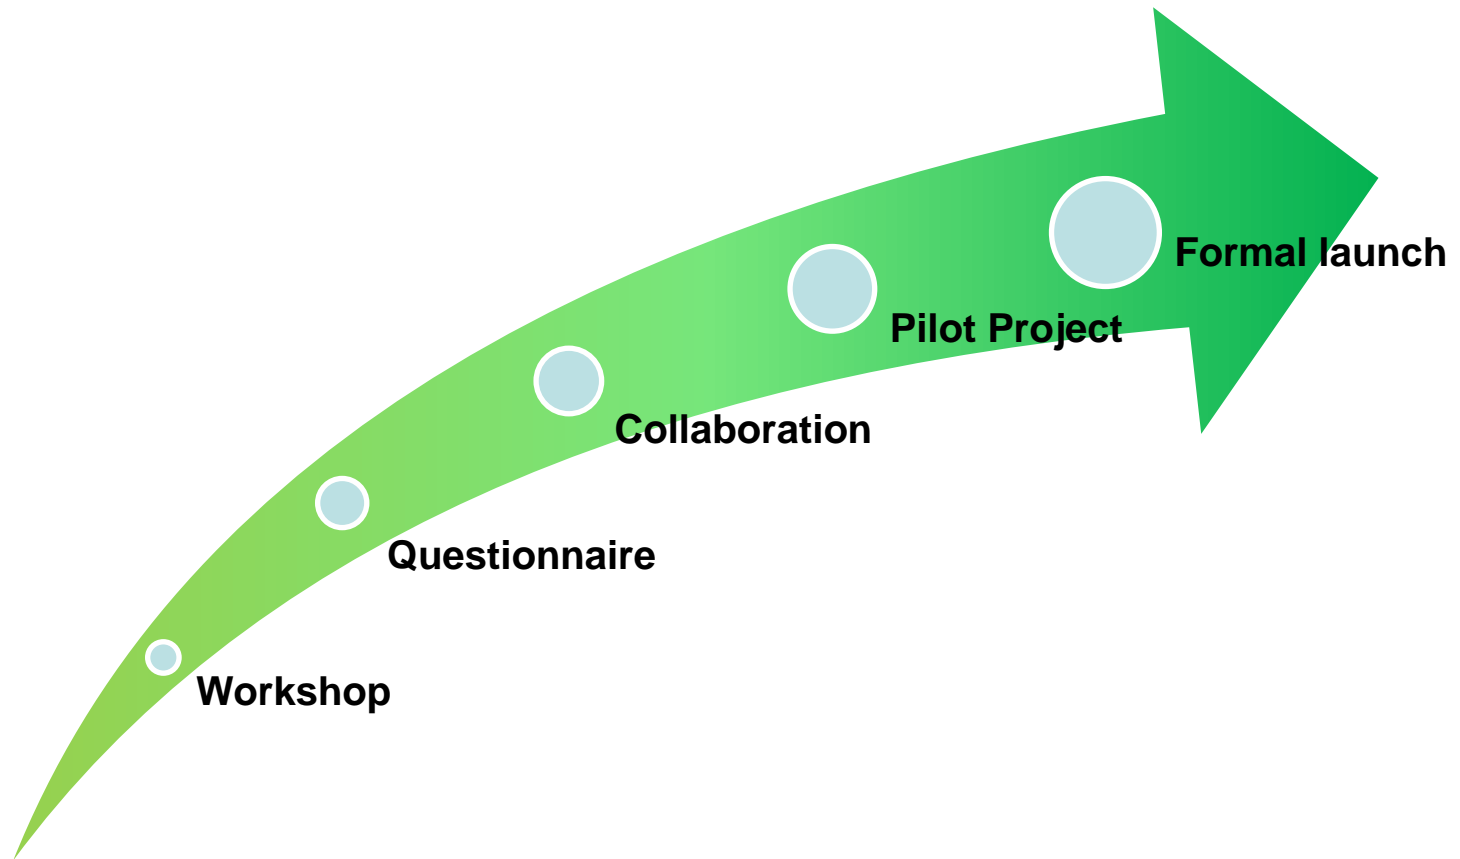 Formal launch
Pilot Project
Collaboration
Questionnaire
Workshop